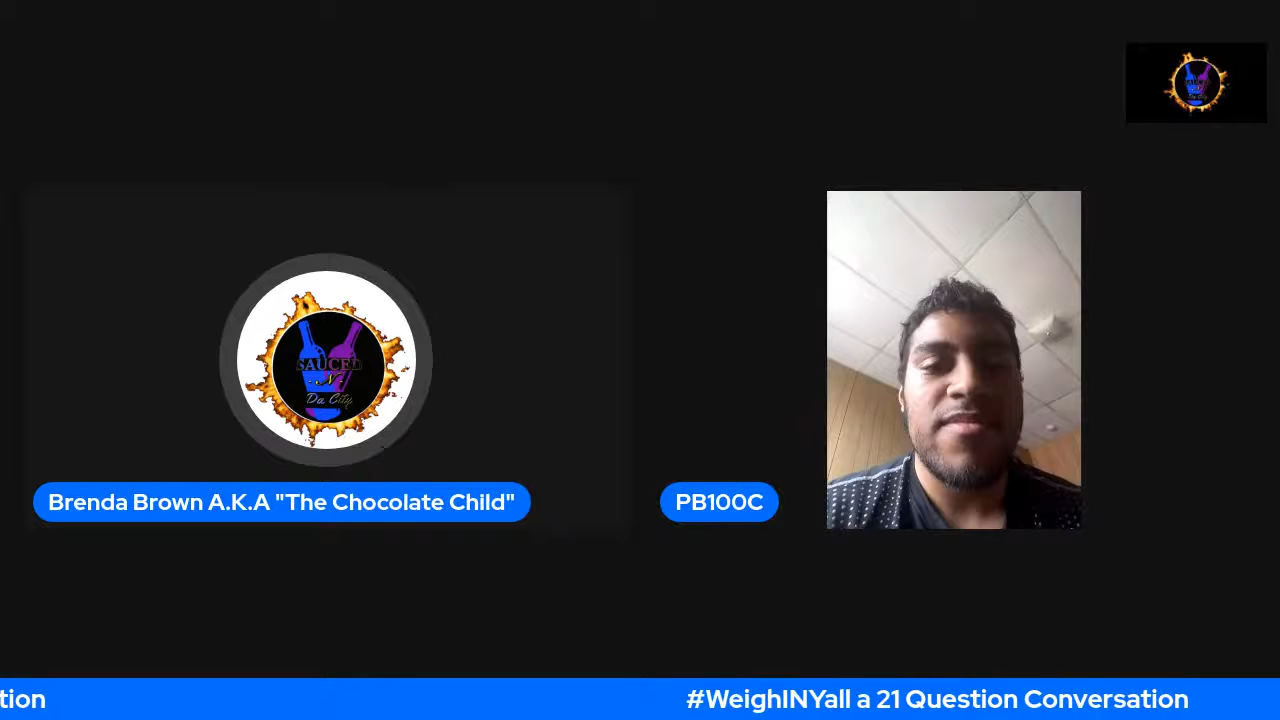 SAUCED
N
Da City
Brenda Brown A.K.A "The Chocolate Child"
PB100C
tion
#WeighINYall a 21 Question Conversation